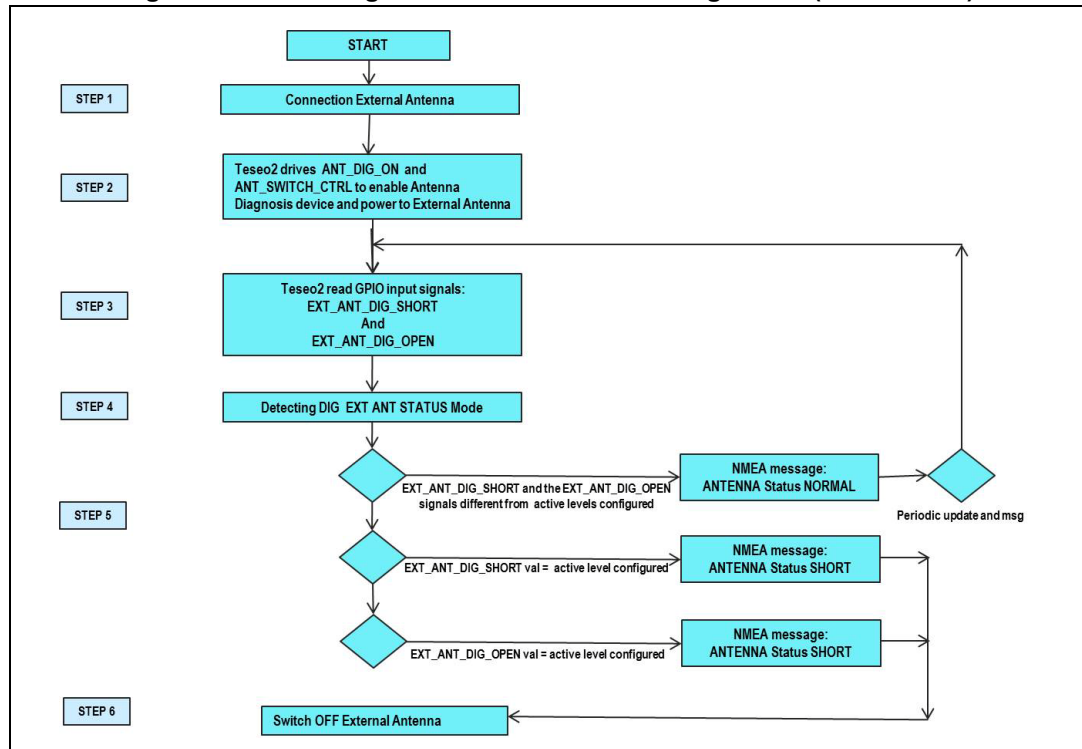 START
STEP 1
Connection External Antenna
STEP 2
Teseo2 drives ANT_DIG_ON and
ANT_SWITCH_CTRL to enable Antenna
Diagnosis device and power to External Antenna
STEP 3
Teseo2 read GPIO input signals:
EXT_ANT_DIG_SHORT
And
EXT_ANT_DIG_OPEN
STEP 4
Detecting DIG EXT ANT STATUS Mode
STEP 5
EXT_ANT_DIG_SHORT and the EXT_ANT_DIG_OPEN
signals different from active levels configured
NMEA message:
ANTENNA Status NORMAL
Periodic update and msg
EXT_ANT_DIG_SHORT val = active level configured
NMEA message:
ANTENNA Status SHORT
EXT_ANT_DIG_OPEN val = active level configured
NMEA message:
ANTENNA Status SHORT
STEP 6
Switch OFF External Antenna